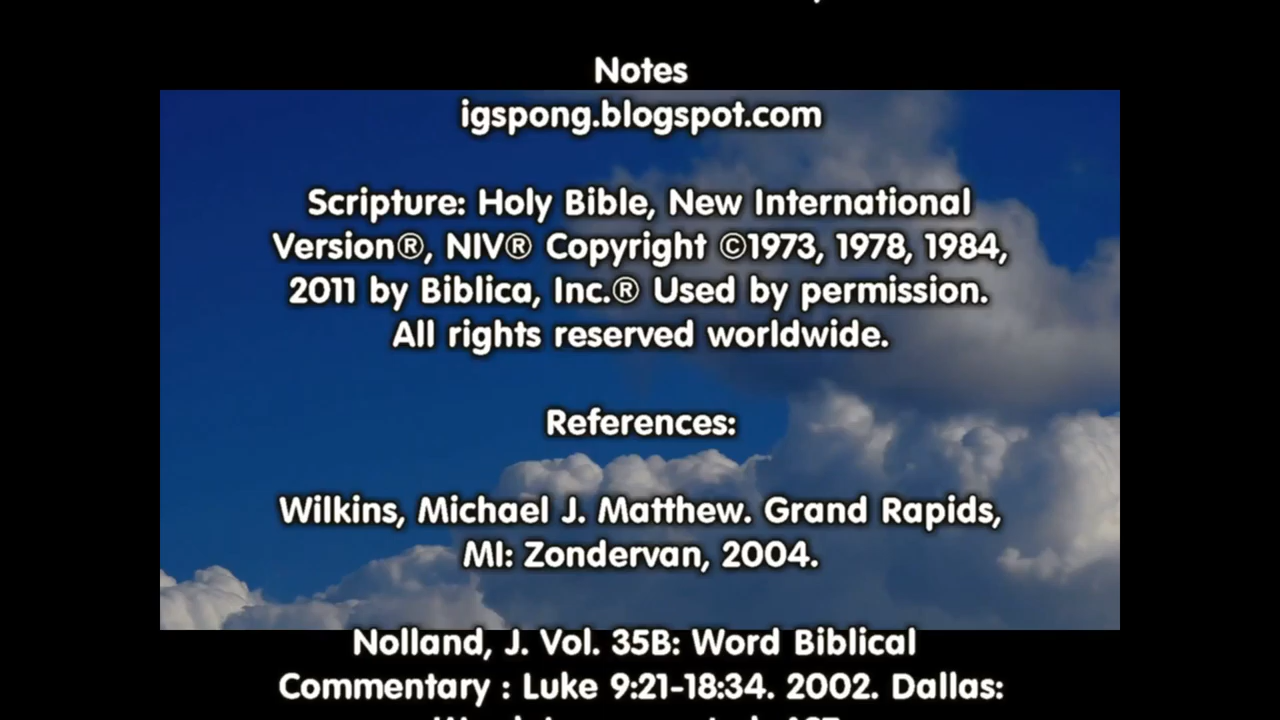 Notes
igspong.blogspot.com
Scripture: Holy Bible, New International
Version®, NIV® Copyright ©1973, 1978, 1984,
2011 by Biblica, Inc.® Used by permission.
All rights reserved worldwide.
References:
Wilkins, Michael J. Matthew. Grand Rapids,
MI: Zondervan, 2004.
Nolland, J. Vol. 35B: Word Biblical
Commentary : Luke 9:21-18:34. 2002. Dallas: